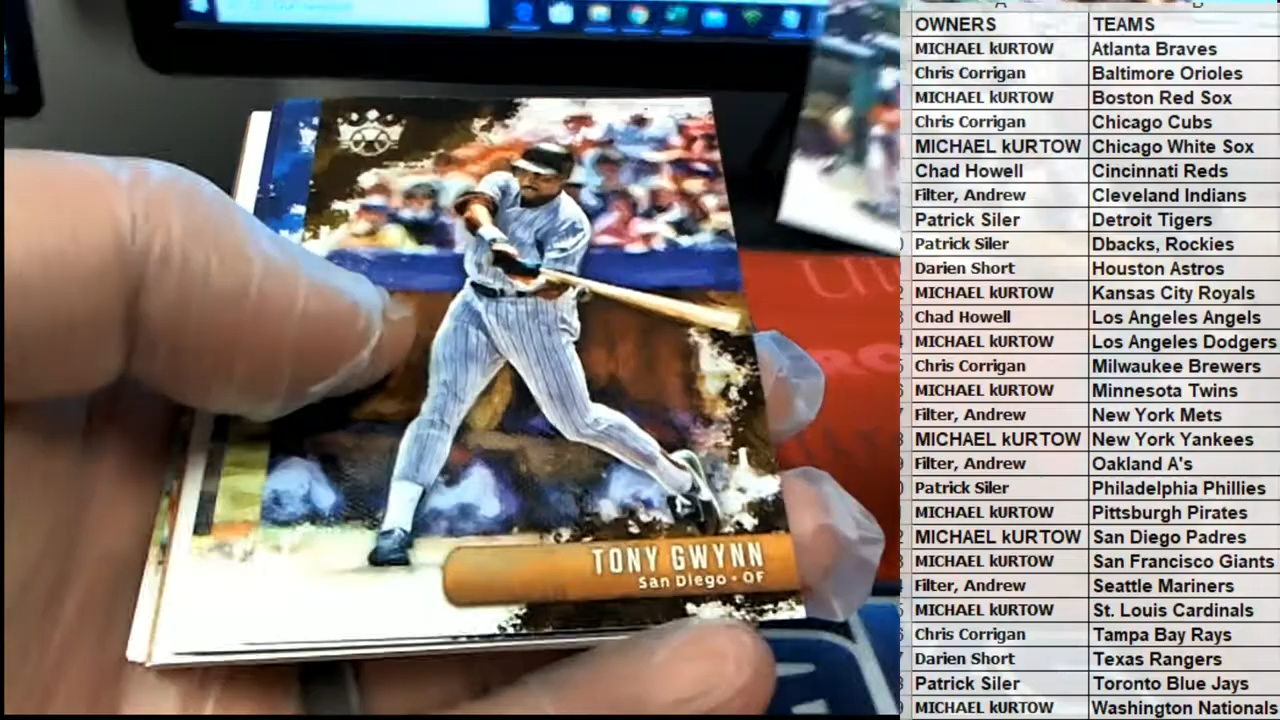 TONY GWYNN
San Diego - OF
OWNERS TEAMS
MICHAEL kURTOW Atlanta Braves
Chris Corrigan Baltimore Orioles
MICHAEL kURTOW Boston Red Sox
Chris Corrigan Chicago Cubs
MICHAEL kURTOW Chicago White Sox
Chad Howell Cincinnati Reds
Filter, Andrew Cleveland Indians
Patrick Siler Detroit Tigers
Patrick Siler Dbacks, Rockies
Darien Short Houston Astros
MICHAEL kURTOW Kansas City Royals
Chad Howell Los Angeles Angels
MICHAEL kURTOW Los Angeles Dodgers
Chris Corrigan Milwaukee Brewers
MICHAEL kURTOW Minnesota Twins
Filter, Andrew New York Mets
MICHAEL kURTOW New York Yankees
Filter, Andrew Oakland A's
Patrick Siler Philadelphia Phillies
MICHAEL kURTOW Pittsburgh Pirates
MICHAEL kURTOW San Diego Padres
MICHAEL kURTOW San Francisco Giants
Filter, Andrew Seattle Mariners
MICHAEL kURTOW St. Louis Cardinals
Chris Corrigan Tampa Bay Rays
Darien Short Texas Rangers
Patrick Siler Toronto Blue Jays
MICHAEL kURTOW Washington Nationals